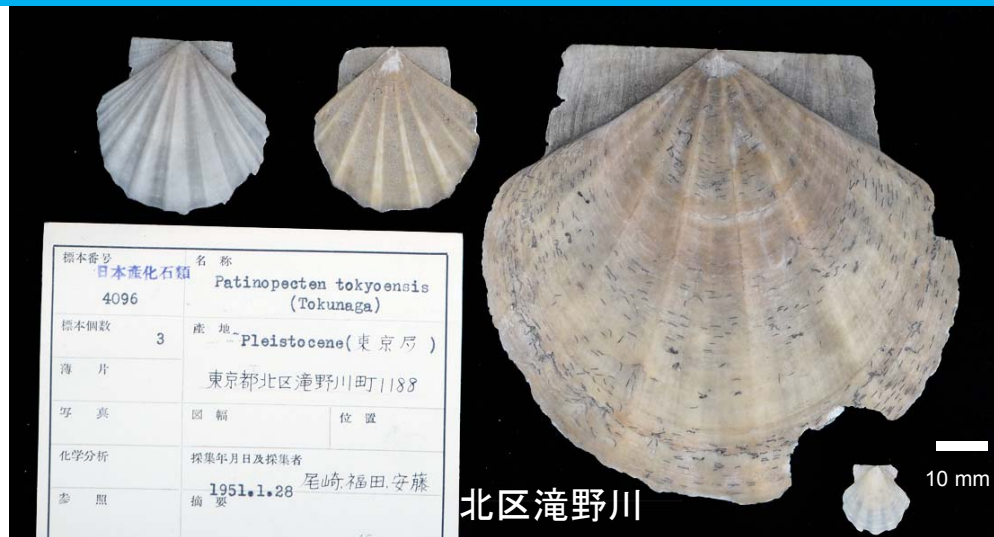 標本番号
日本産化石類
4096
名 称
Patinopecten tokyoensis
(Tokunaga)
標本個数
3
産 地
Pleistocene(東京层)
東京都北区滝野川町1188
薄 片
写 真
図 幅
位 置
化学分析
採集年月日及採集者
1951.1.28 尾崎.福田.安藤
参 照
摘 要
北区滝野川
10 mm